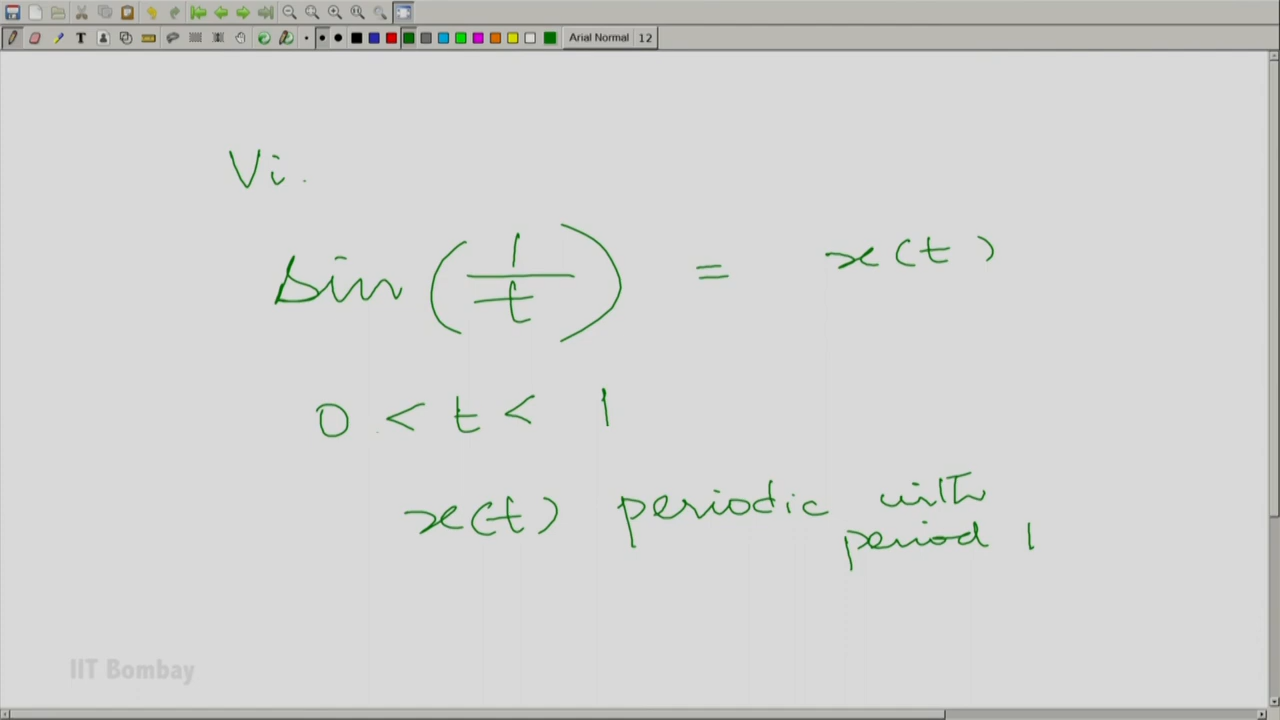 Arial Normal 12
Vi.
sin(1/t) = x(t)
0 < t < 1
x(t) periodic with
period 1
IIT Bombay